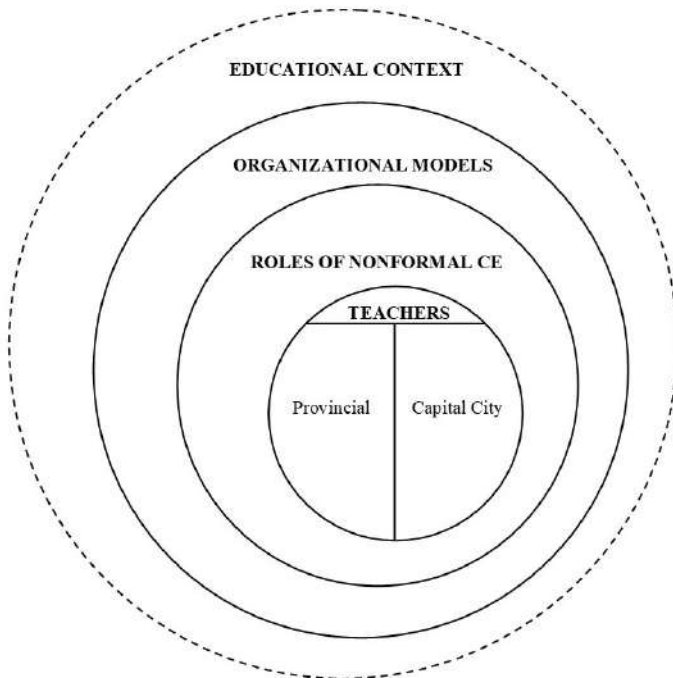 EDUCATIONAL CONTEXT
ORGANIZATIONAL MODELS
ROLES OF NONFORMAL CE
TEACHERS
Provincial
Capital City